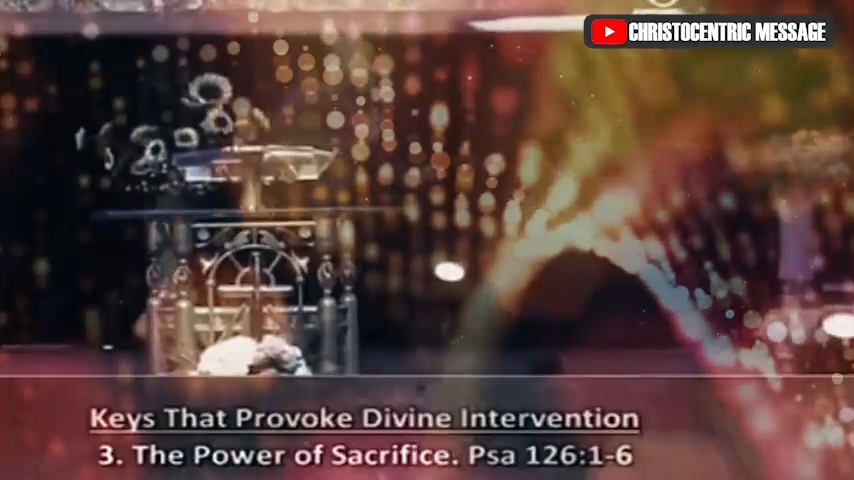 CHRISTOCENTRIC MESSAGE
Keys That Provoke Divine Intervention
3. The Power of Sacrifice. Psa 126:1-6